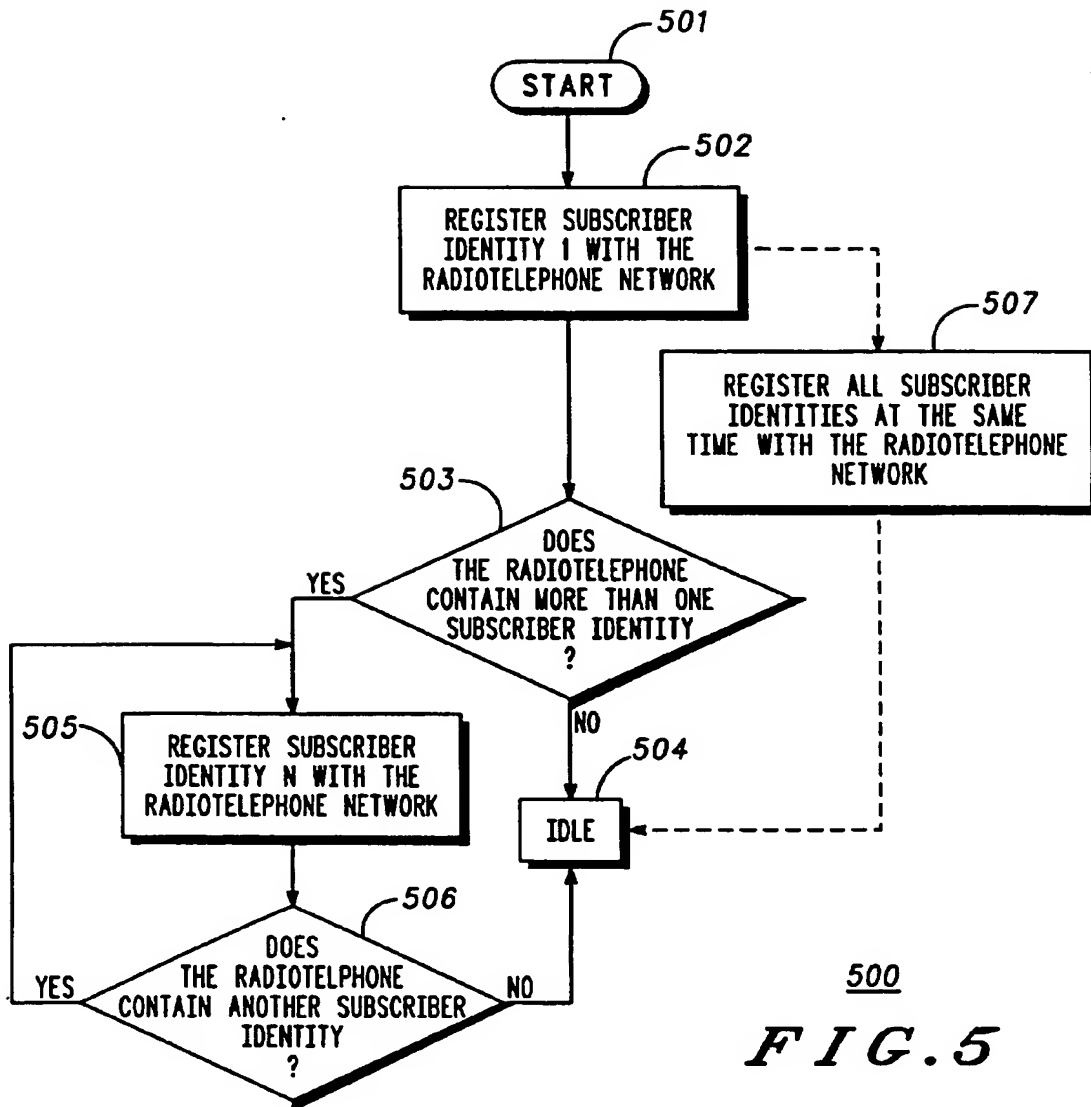 501
START
502
REGISTER SUBSCRIBER
IDENTITY 1 WITH THE
RADIOTELEPHONE NETWORK
507
REGISTER ALL SUBSCRIBER
IDENTITIES AT THE SAME
TIME WITH THE RADIOTELEPHONE
NETWORK
503
DOES
THE RADIOTELEPHONE
CONTAIN MORE THAN ONE
SUBSCRIBER IDENTITY
?
YES
NO
505
REGISTER SUBSCRIBER
IDENTITY N WITH THE
RADIOTELEPHONE NETWORK
504
IDLE
506
DOES
THE RADIOTELPHONE
CONTAIN ANOTHER SUBSCRIBER
IDENTITY
?
YES
NO
500
FIG.5